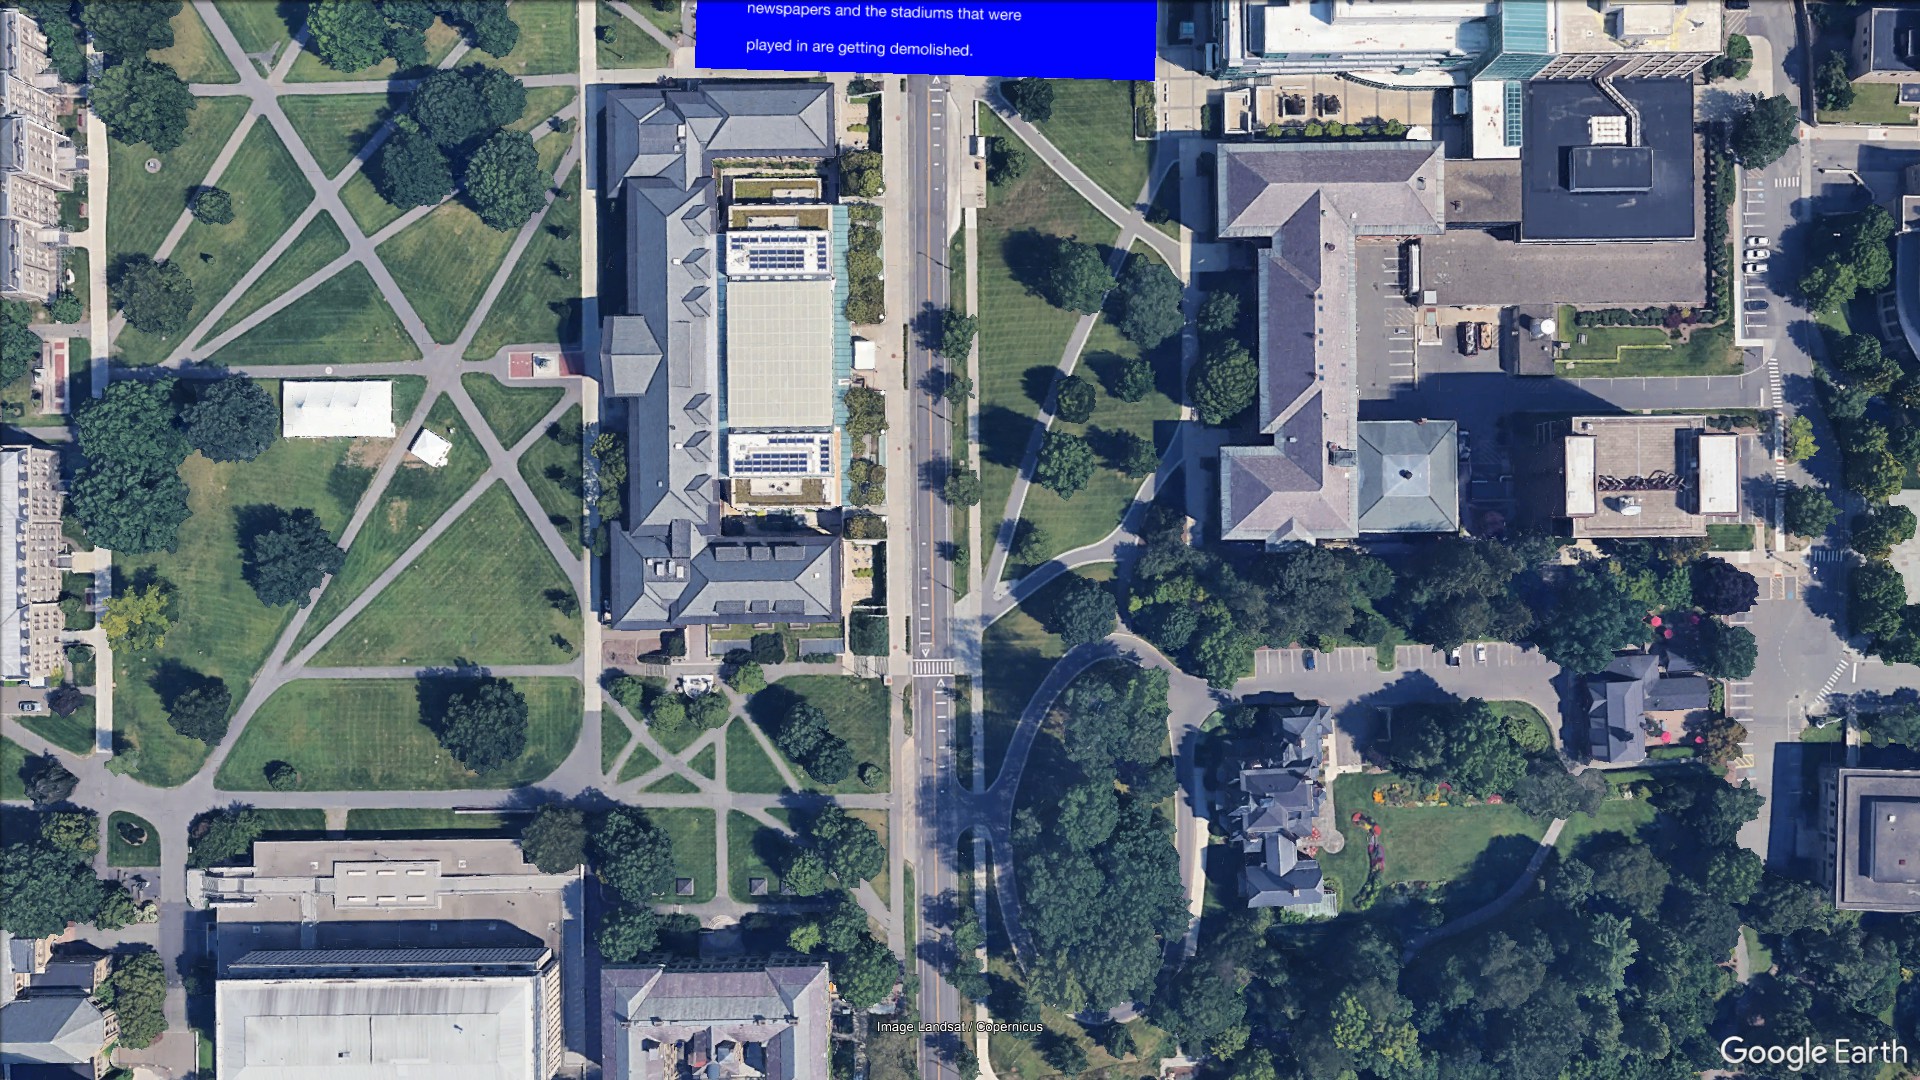 newspapers and the stadiums that were
played in are getting demolished.
Image Landsat / Copernicus
Google Earth